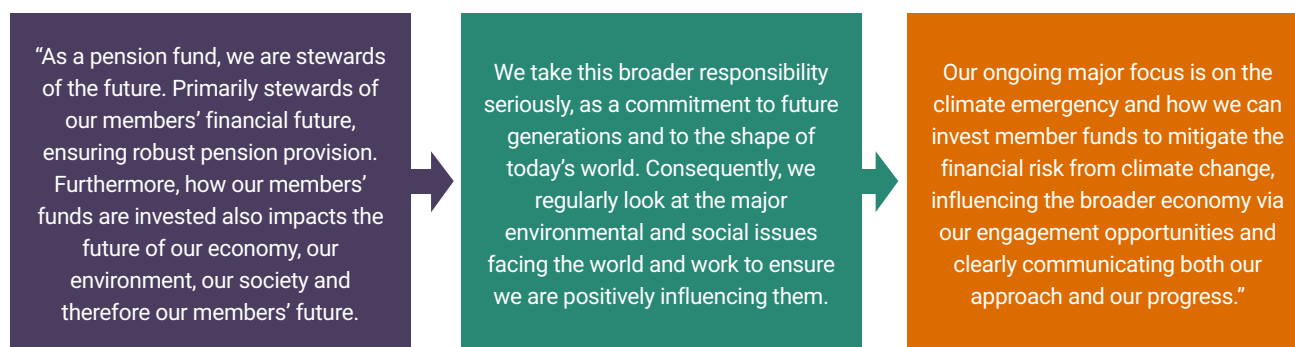 “As a pension fund, we are stewards
of the future. Primarily stewards of
our members’ financial future,
ensuring robust pension provision.
Furthermore, how our members’
funds are invested also impacts the
future of our economy, our
environment, our society and
therefore our members’ future.
We take this broader responsibility
seriously, as a commitment to future
generations and to the shape of
today’s world. Consequently, we
regularly look at the major
environmental and social issues
facing the world and work to ensure
we are positively influencing them.
Our ongoing major focus is on the
climate emergency and how we can
invest member funds to mitigate the
financial risk from climate change,
influencing the broader economy via
our engagement opportunities and
clearly communicating both our
approach and our progress.”